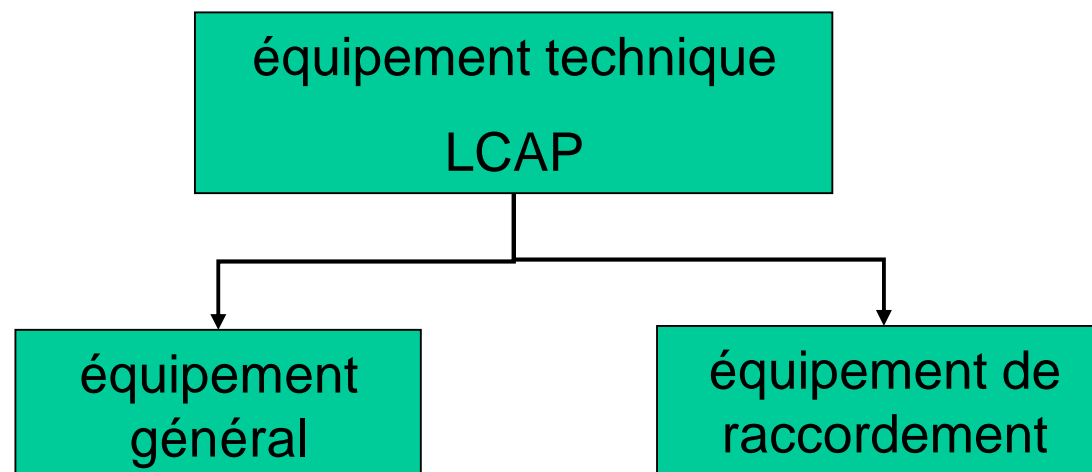 équipement technique
LCAP
équipement
général
équipement de
raccordement